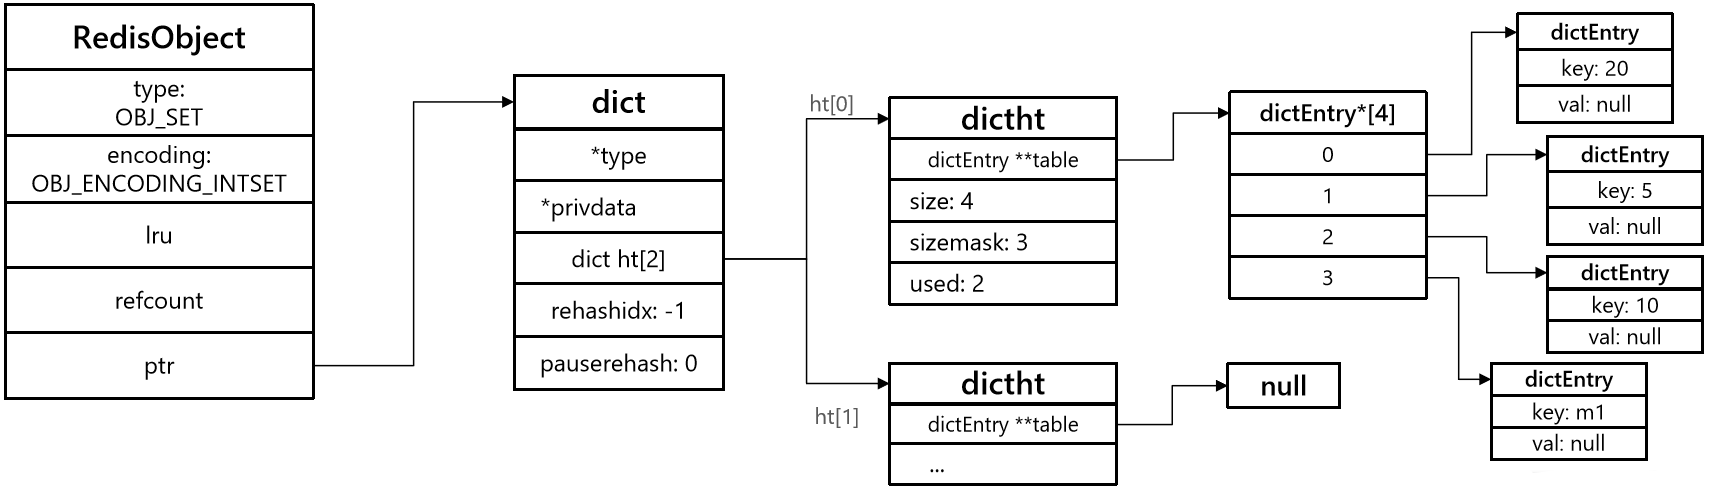 RedisObject
type:
OBJ_SET
encoding:
OBJ_ENCODING_INTSET
lru
refcount
ptr
dict
*type
*privdata
dict ht[2]
rehashidx: -1
pauserehash: 0
ht[0]
dictht
dictEntry **table
size: 4
sizemask: 3
used: 2
ht[1]
dictht
dictEntry **table
...
dictEntry*[4]
0
1
2
3
null
dictEntry
key: 20
val: null
dictEntry
key: 5
val: null
dictEntry
key: 10
val: null
dictEntry
key: m1
val: null